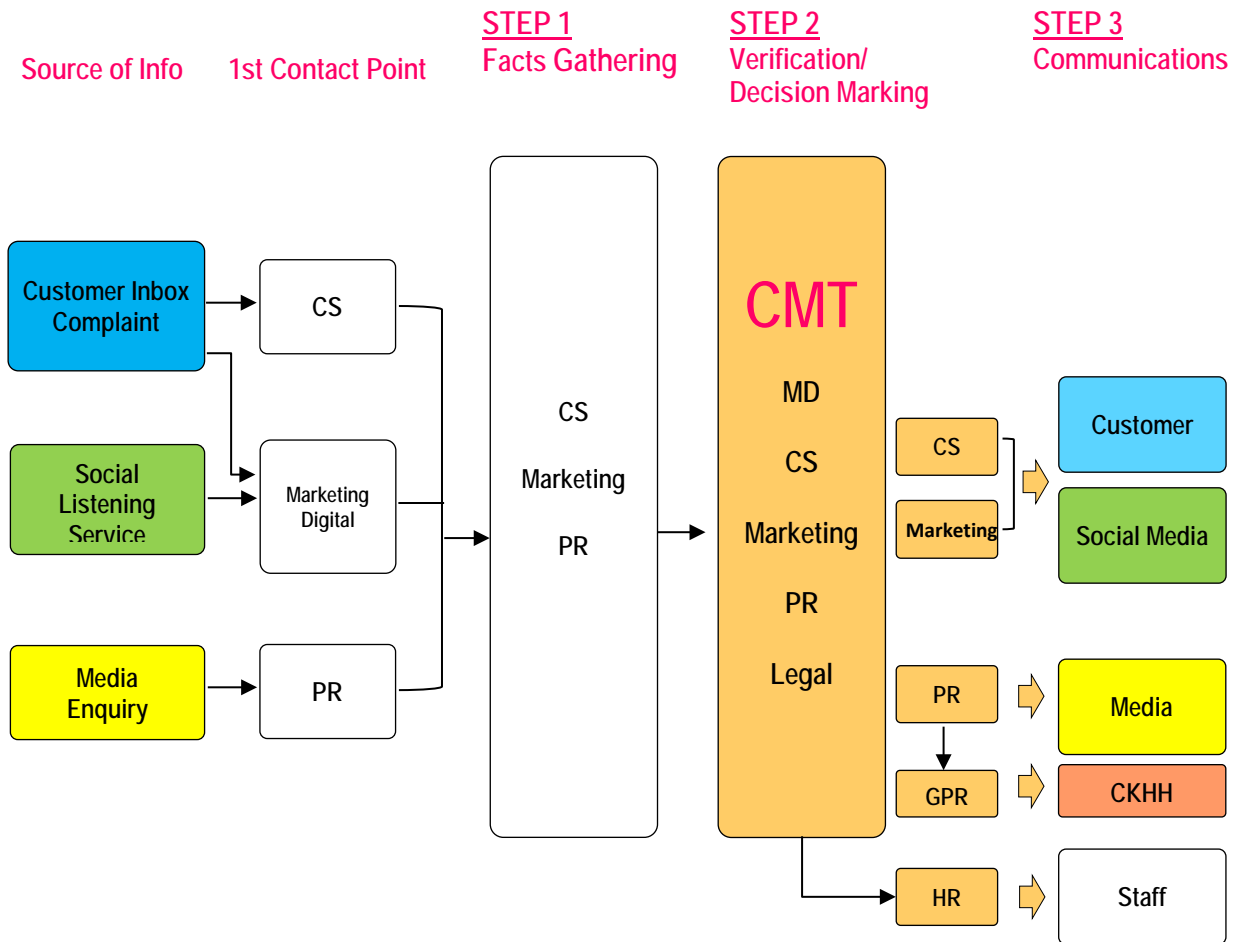 STEP 1
Facts Gathering
STEP 2
Verification/
Decision Marking
STEP 3
Communications
Source of Info
1st Contact Point
Customer Inbox
Complaint
CS
Social
Listening
Service
Marketing
Digital
Media
Enquiry
PR
CS
Marketing
PR
CMT
MD
CS
Marketing
PR
Legal
CS
Marketing
PR
GPR
HR
Customer
Social Media
Media
CKHH
Staff